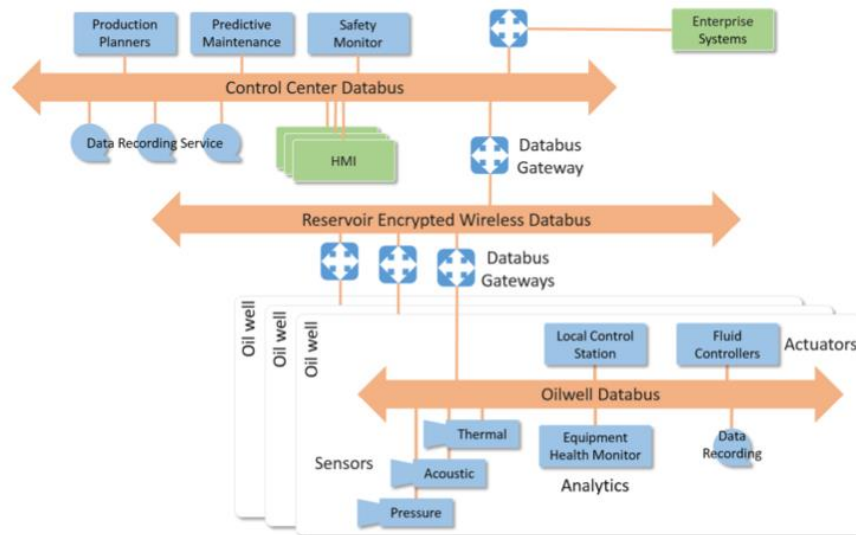 Production
Planners
Predictive
Maintenance
Safety
Monitor
Enterprise
Systems
Control Center Databus
Data Recording Service
HMI
Databus
Gateway
Reservoir Encrypted Wireless Databus
Databus
Gateways
Oil well
Oil well
Oil well
Local Control
Station
Fluid
Controllers
Actuators
Oilwell Databus
Sensors
Thermal
Acoustic
Pressure
Equipment
Health Monitor
Analytics
Data
Recording